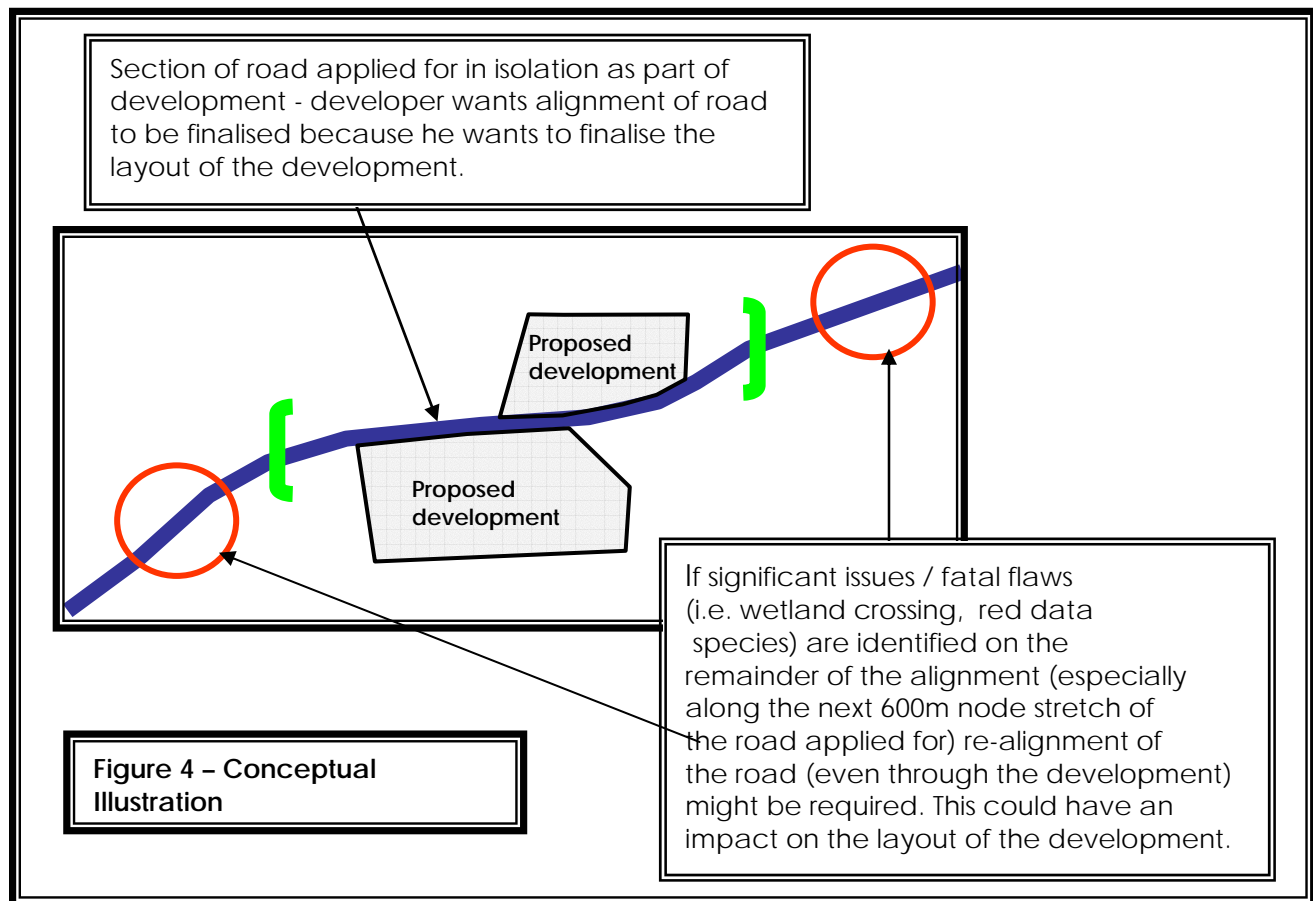 Section of road applied for in isolation as part of
development - developer wants alignment of road
to be finalised because he wants to finalise the
layout of the development.
Proposed
development
Proposed
development
If significant issues / fatal flaws
(i.e. wetland crossing, red data
species) are identified on the
remainder of the alignment (especially
along the next 600m node stretch of
the road applied for) re-alignment of
the road (even through the development)
might be required. This could have an
impact on the layout of the development.
Figure 4 – Conceptual
Illustration